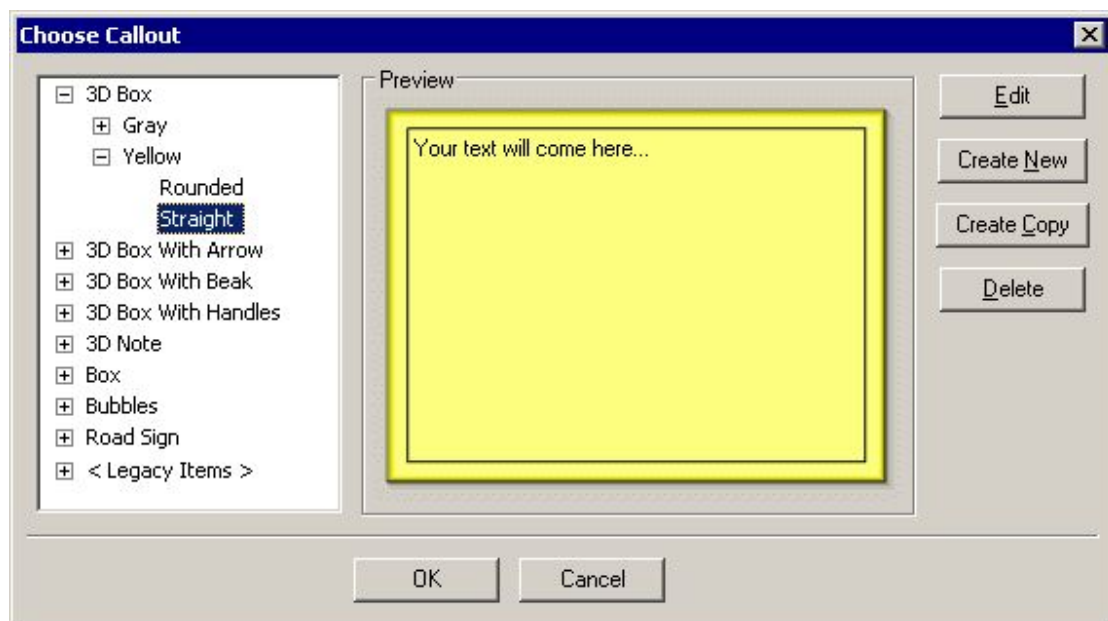 Choose Callout
3D Box
Gray
Yellow
Rounded
Straight
3D Box With Arrow
3D Box With Beak
3D Box With Handles
3D Note
Box
Bubbles
Road Sign
< Legacy Items >
Preview
Your text will come here...
Edit
Create New
Create Copy
Delete
OK
Cancel